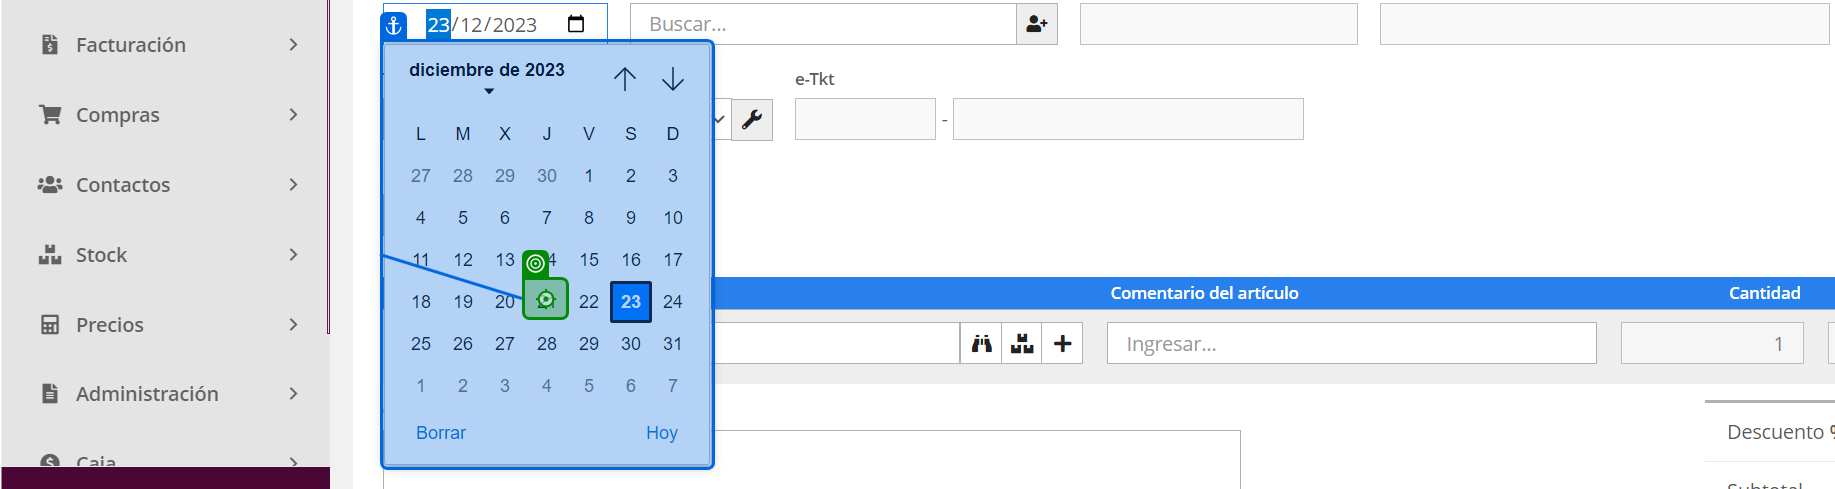 Facturación
Compras
Contactos
Stock
Precios
Administración
Caja
23/12/2023
Buscar...
diciembre de 2023
L M X J V S D
27 28 29 30 1 2 3
4 5 6 7 8 9 10
11 12 13 14 15 16 17
18 19 20 21 22 23 24
25 26 27 28 29 30 31
1 2 3 4 5 6 7
Borrar Hoy
e-Tkt
-
Comentario del artículo Cantidad
Ingresar... 1
Descuento %
Subtotal